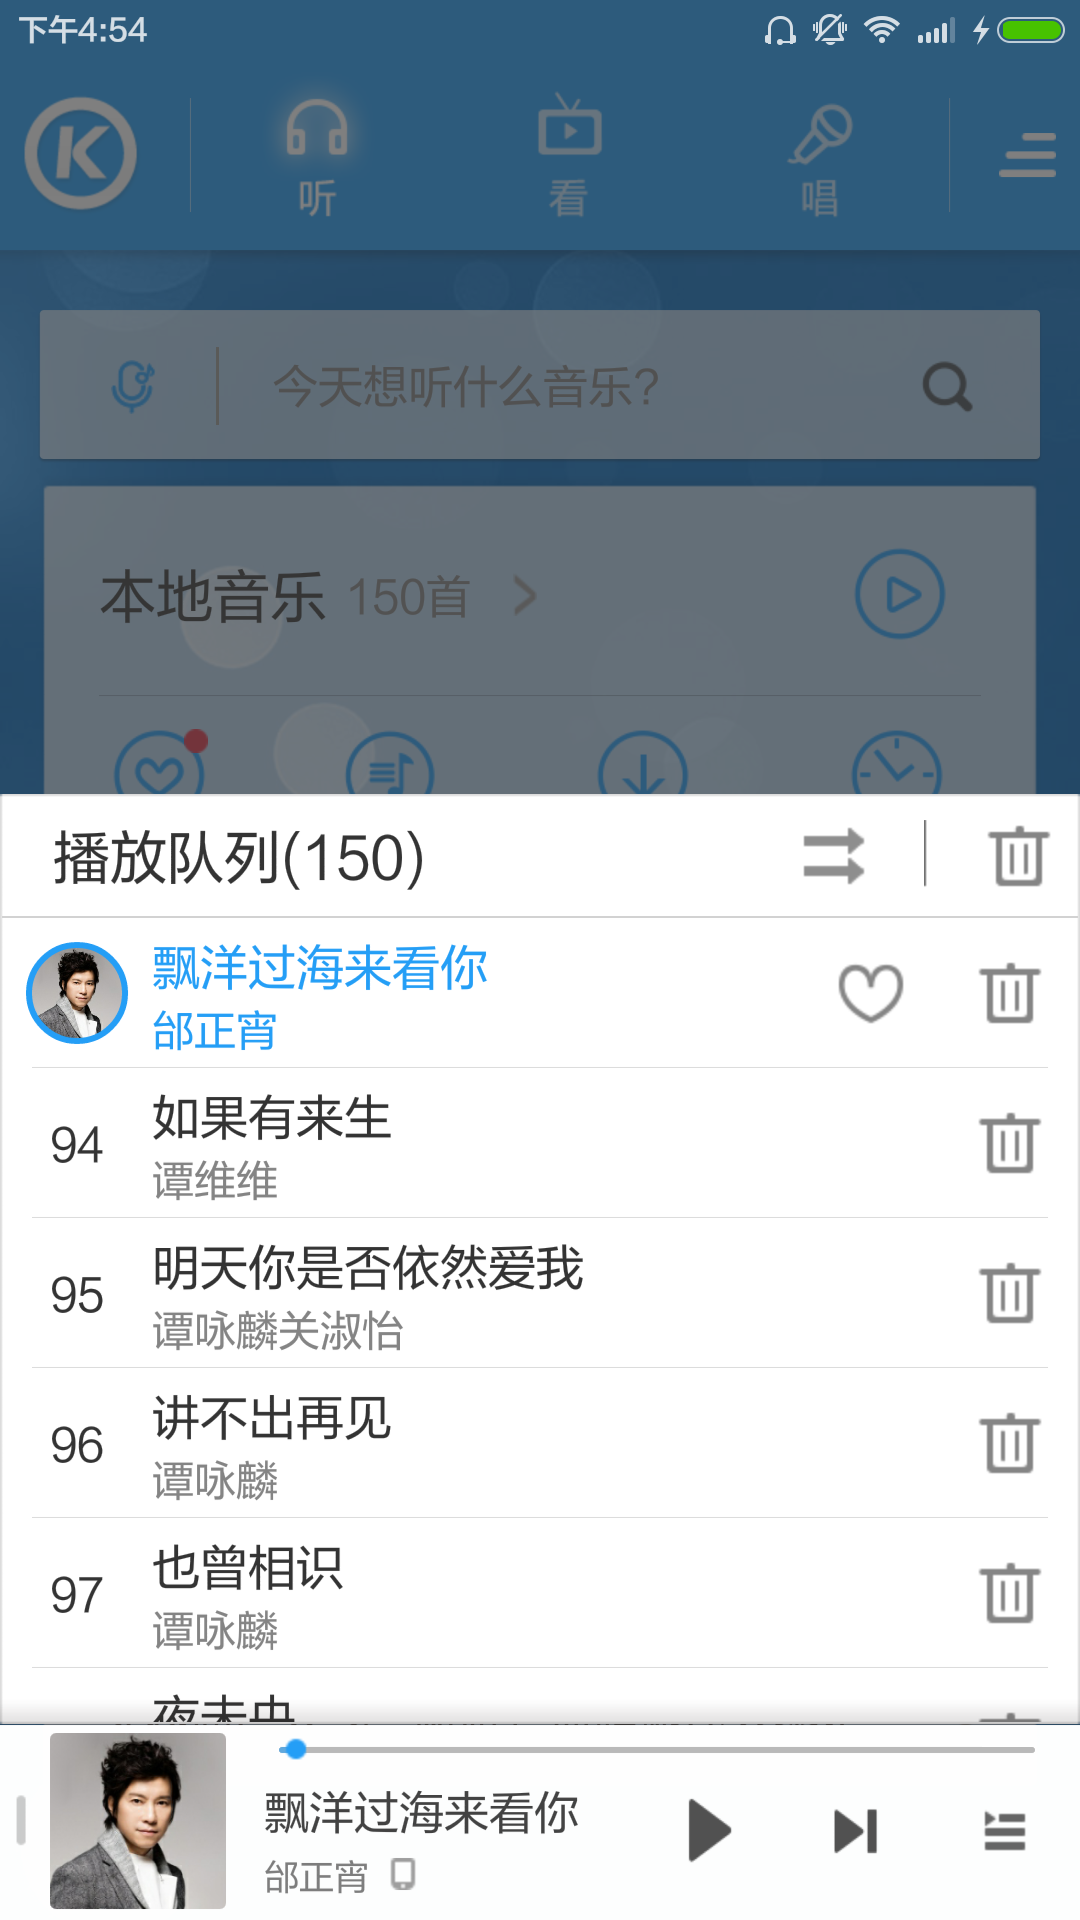 下午4:54
K
听
看
唱
今天想听什么音乐?
本地音乐 150首
播放队列(150)
飘洋过海来看你
邰正宵
94
如果有来生
谭维维
95
明天你是否依然爱我
谭咏麟关淑怡
96
讲不出再见
谭咏麟
97
也曾相识
谭咏麟
夜未央
飘洋过海来看你
邰正宵